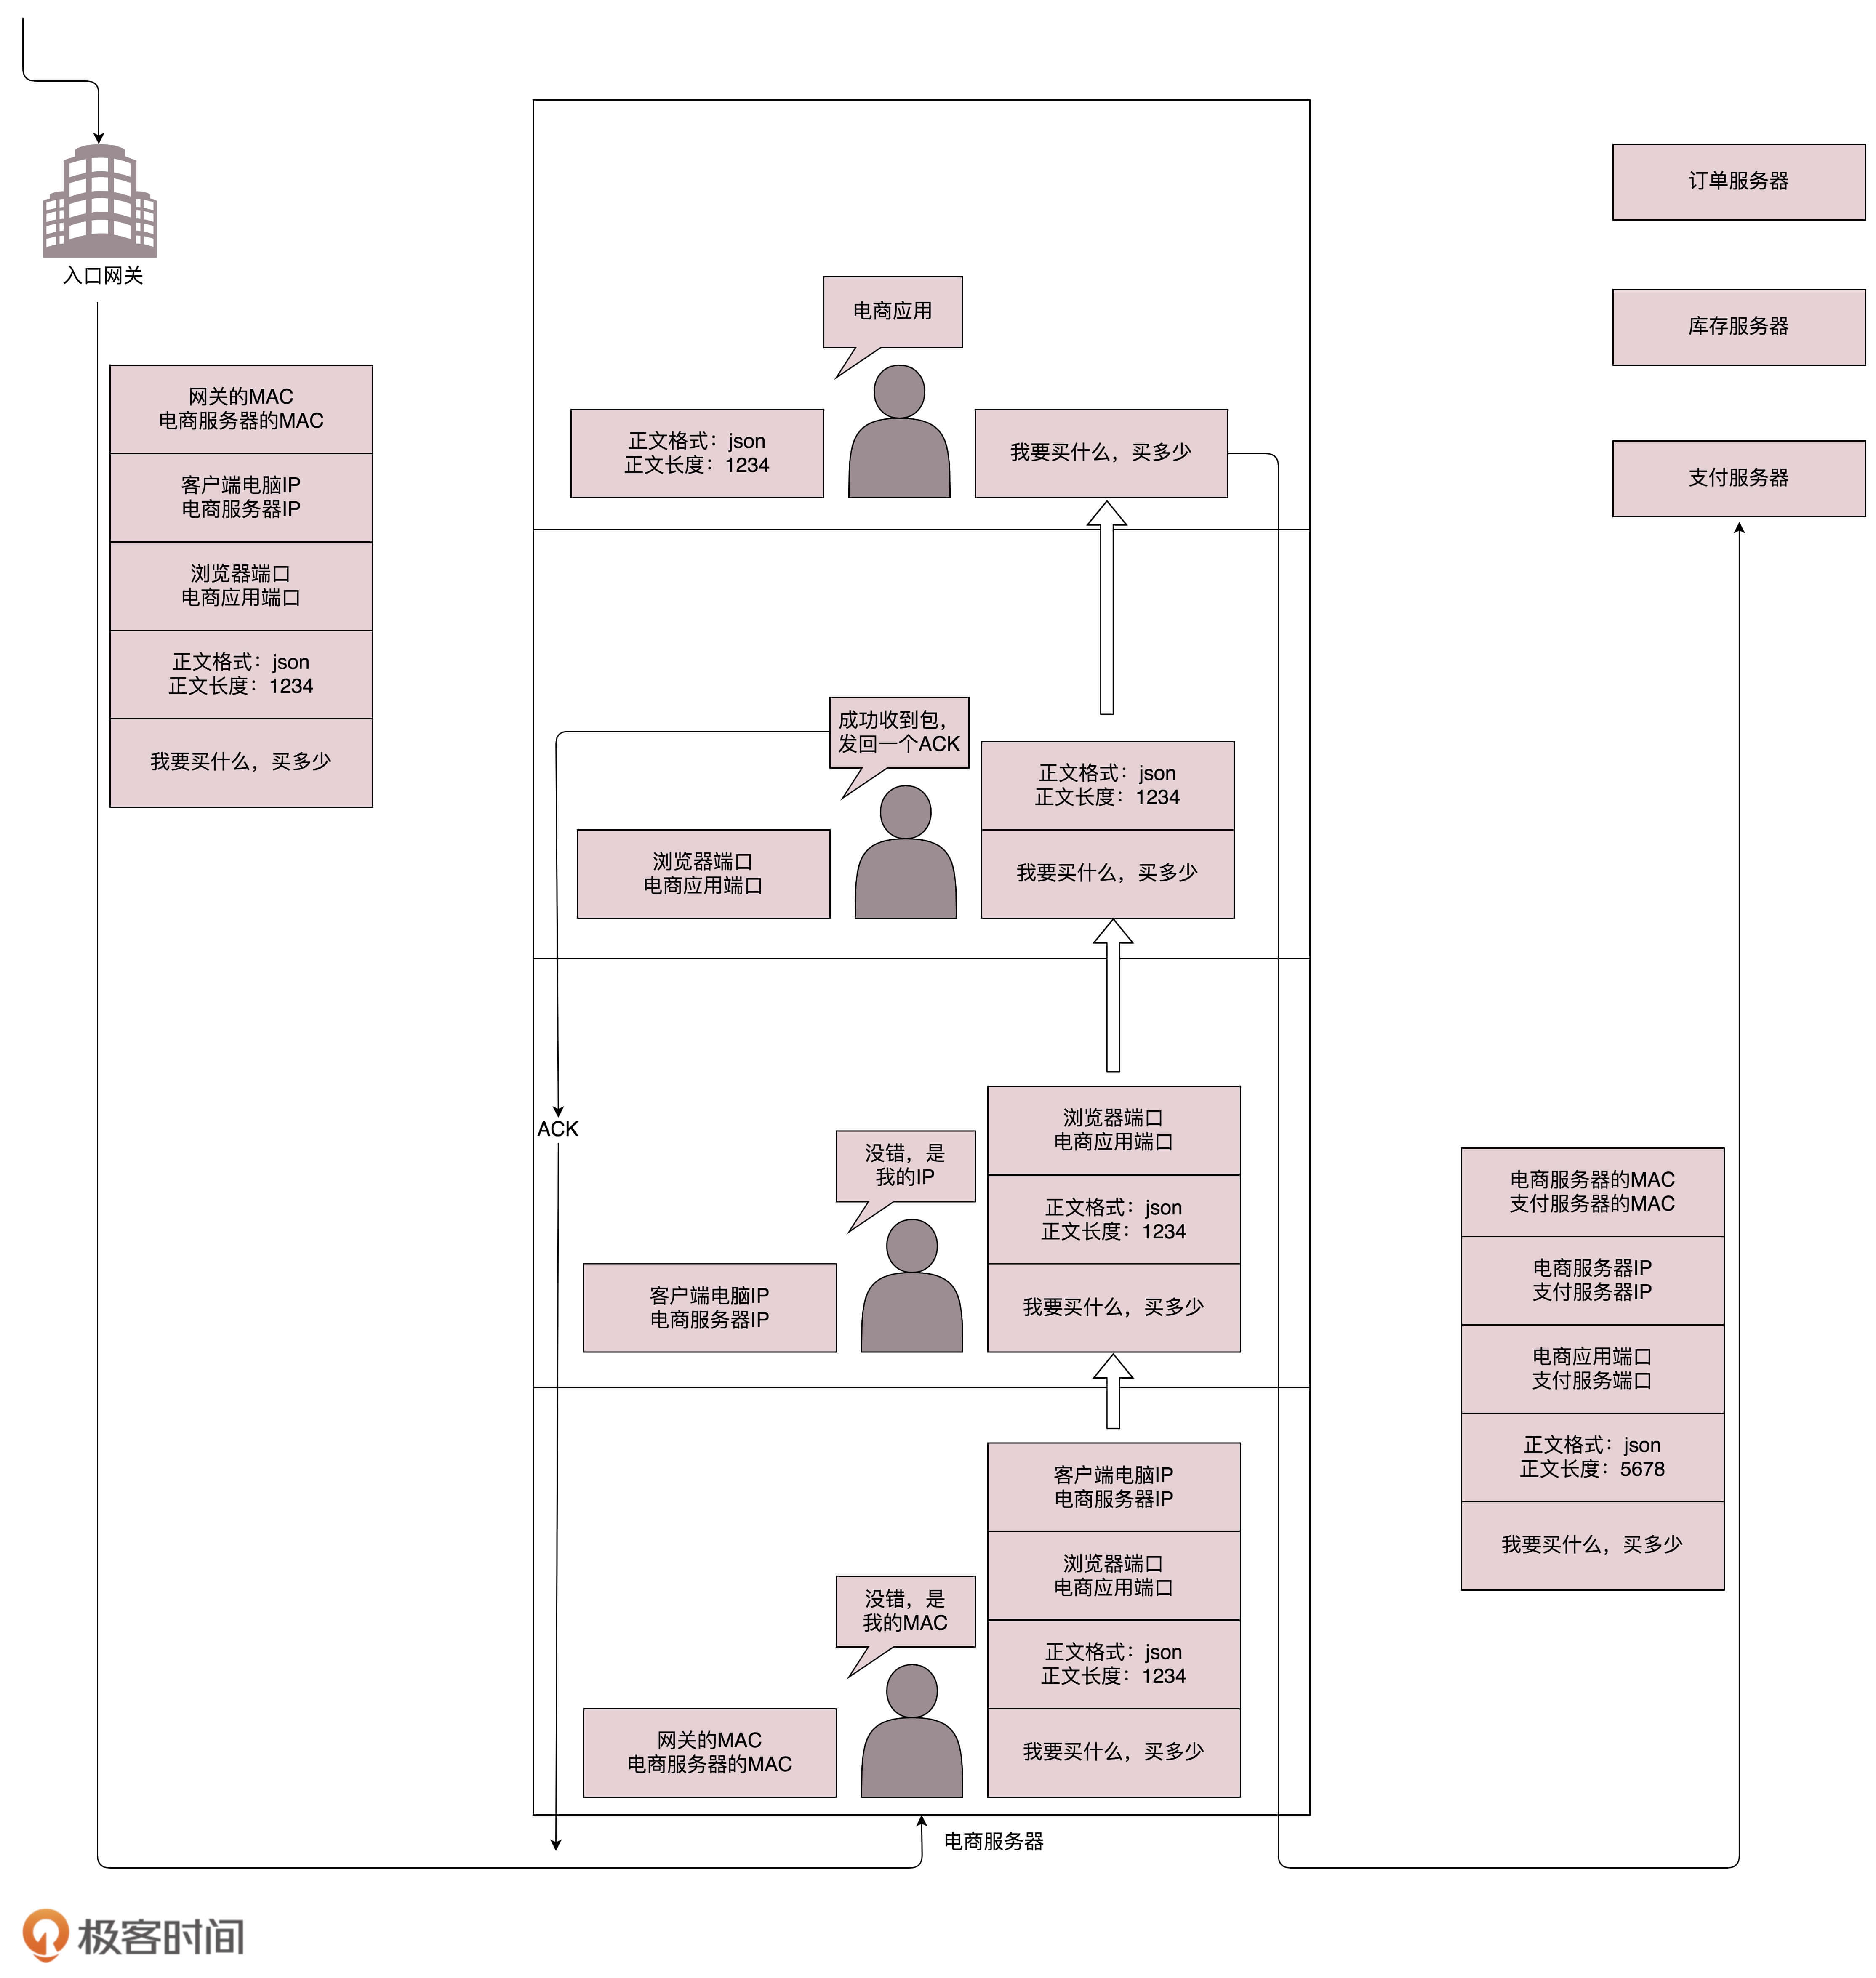 入口网关
网关的MAC
电商服务器的MAC
客户端电脑IP
电商服务器IP
浏览器端口
电商应用端口
正文格式：json
正文长度：1234
我要买什么，买多少
电商应用
正文格式：json
正文长度：1234
我要买什么，买多少
成功收到包，
发回一个ACK
浏览器端口
电商应用端口
正文格式：json
正文长度：1234
我要买什么，买多少
ACK
没错，是
我的IP
客户端电脑IP
电商服务器IP
浏览器端口
电商应用端口
正文格式：json
正文长度：1234
我要买什么，买多少
没错，是
我的MAC
网关的MAC
电商服务器的MAC
客户端电脑IP
电商服务器IP
浏览器端口
电商应用端口
正文格式：json
正文长度：1234
我要买什么，买多少
电商服务器
订单服务器
库存服务器
支付服务器
电商服务器的MAC
支付服务器的MAC
电商服务器IP
支付服务器IP
电商应用端口
支付服务端口
正文格式：json
正文长度：5678
我要买什么，买多少
极客时间